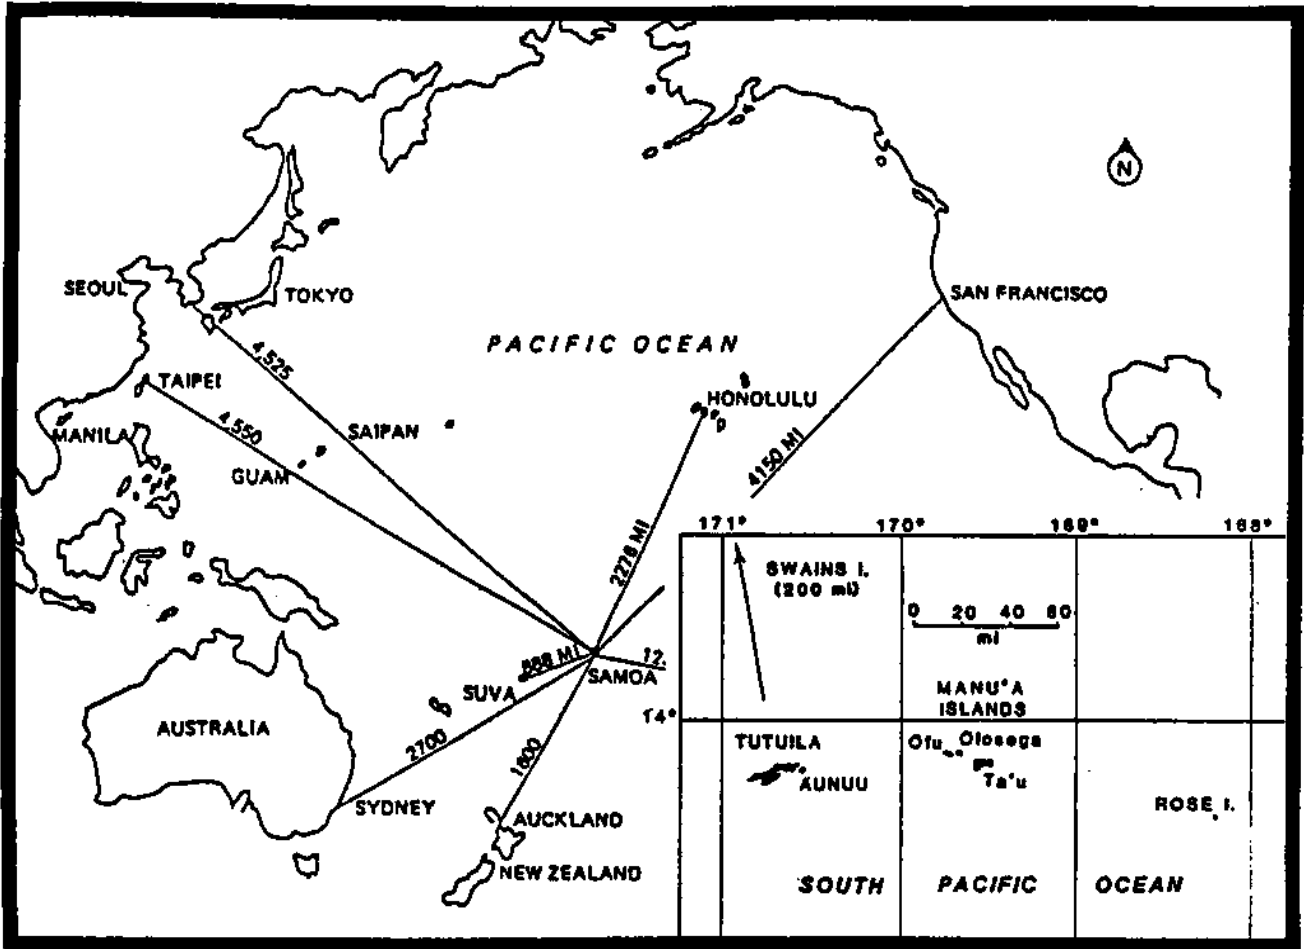 N
SEOUL
TOKYO
SAN FRANCISCO
PACIFIC OCEAN
4,525
TAIPEI
HONOLULU
4,550
SAIPAN
MANILA
GUAM
4150 MI
2276 MI
171° 170° 169° 168°
SWAINS I.
(200 mi)
0 20 40 60
mi
888 MI
12.
SAMOA
SUVA
MANU'A
ISLANDS
14°
AUSTRALIA
2700
1600
TUTUILA
Ofu Olosega
AUNUU
Ta'u
SYDNEY
AUCKLAND
ROSE I.
NEW ZEALAND
SOUTH PACIFIC OCEAN